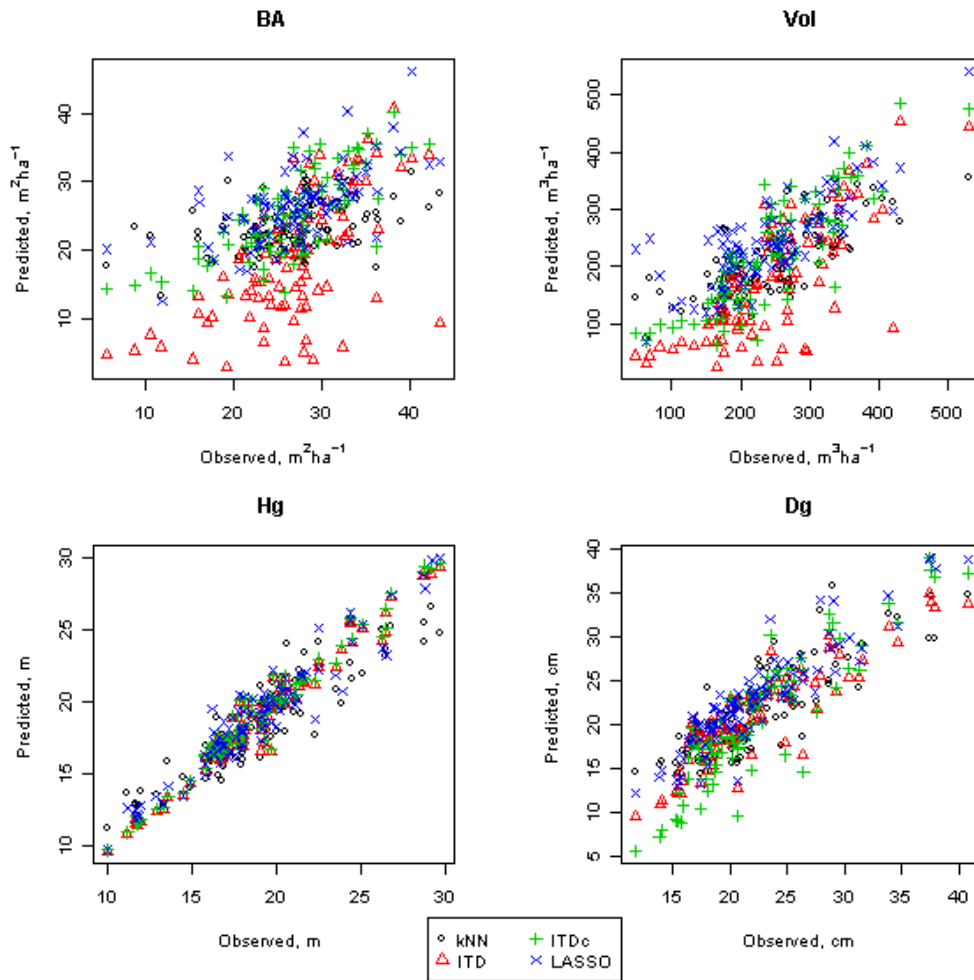 BA
Vol
Predicted, m²ha⁻¹
10 20 30 40
10 20 30 40
Observed, m²ha⁻¹
Predicted, m³ha⁻¹
100 200 300 400 500
100 200 300 400 500
Observed, m³ha⁻¹
Hg
Dg
Predicted, m
10 15 20 25 30
10 15 20 25 30
Observed, m
Predicted, cm
5 10 15 20 25 30 35 40
15 20 25 30 35 40
Observed, cm
kNN ITDc
ITD LASSO